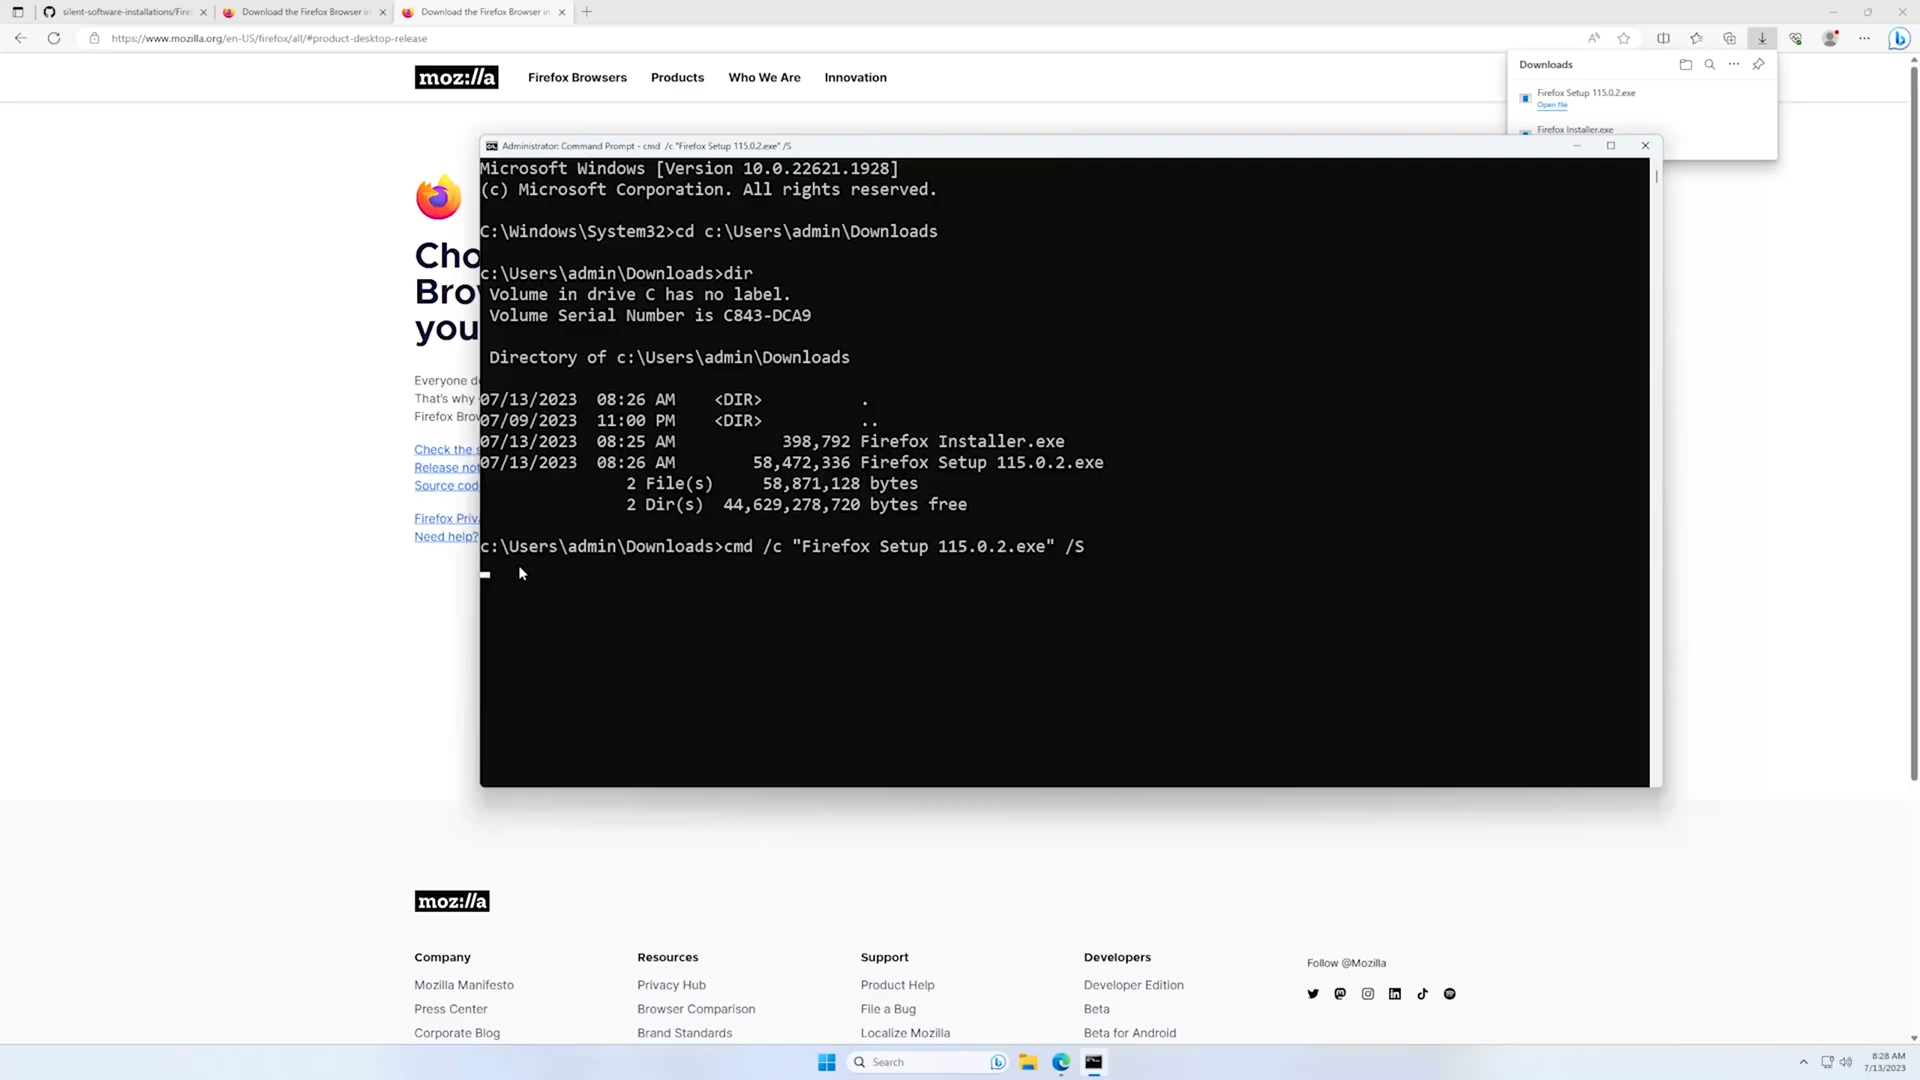 silent-software-installations/Fire
Download the Firefox Browser in
Download the Firefox Browser in
https://www.mozilla.org/en-US/firefox/all/#product-desktop-release
moz://a
Firefox Browsers
Products
Who We Are
Innovation
Downloads
Firefox Setup 115.0.2.exe
Open file
Firefox Installer.exe
Cho
Bro
you
Everyone de
That's why
Firefox Brow
Check the s
Release not
Source cod
Firefox Priva
Need help?
Administrator: Command Prompt - cmd /c "Firefox Setup 115.0.2.exe" /S
Microsoft Windows [Version 10.0.22621.1928]
(c) Microsoft Corporation. All rights reserved.
C:\Windows\System32>cd c:\Users\admin\Downloads
c:\Users\admin\Downloads>dir
Volume in drive C has no label.
Volume Serial Number is C843-DCA9
Directory of c:\Users\admin\Downloads
07/13/2023 08:26 AM <DIR> .
07/09/2023 11:00 PM <DIR> ..
07/13/2023 08:25 AM 398,792 Firefox Installer.exe
07/13/2023 08:26 AM 58,472,336 Firefox Setup 115.0.2.exe
2 File(s) 58,871,128 bytes
2 Dir(s) 44,629,278,720 bytes free
c:\Users\admin\Downloads>cmd /c "Firefox Setup 115.0.2.exe" /S
moz://a
Company
Mozilla Manifesto
Press Center
Corporate Blog
Resources
Privacy Hub
Browser Comparison
Brand Standards
Support
Product Help
File a Bug
Localize Mozilla
Developers
Developer Edition
Beta
Beta for Android
Follow @Mozilla
Search
8:28 AM
7/13/2023